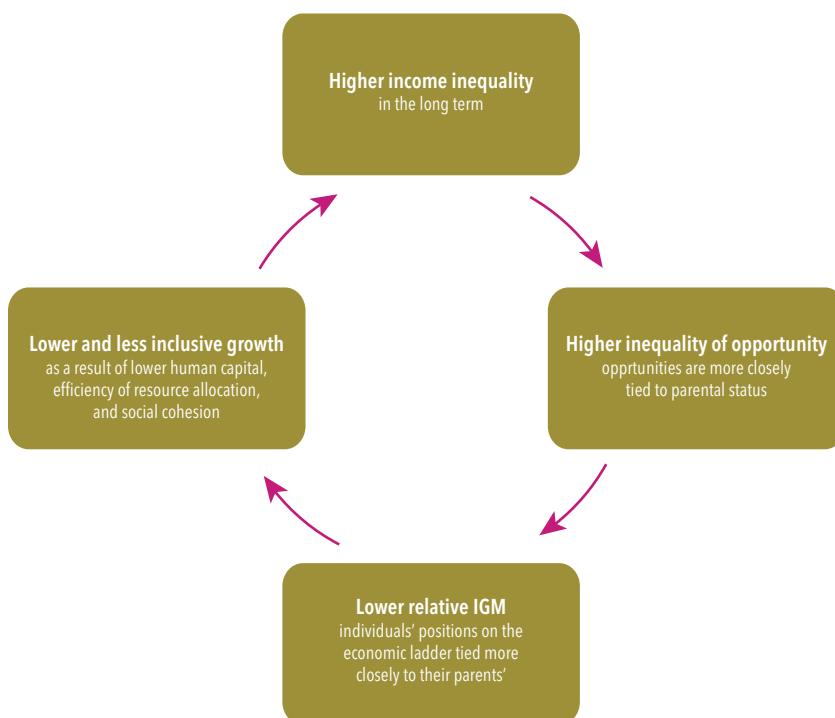 Higher income inequality
in the long term
Higher inequality of opportunity
opprtunities are more closely
tied to parental status
Lower relative IGM
individuals’ positions on the
economic ladder tied more
closely to their parents’
Lower and less inclusive growth
as a result of lower human capital,
efficiency of resource allocation,
and social cohesion